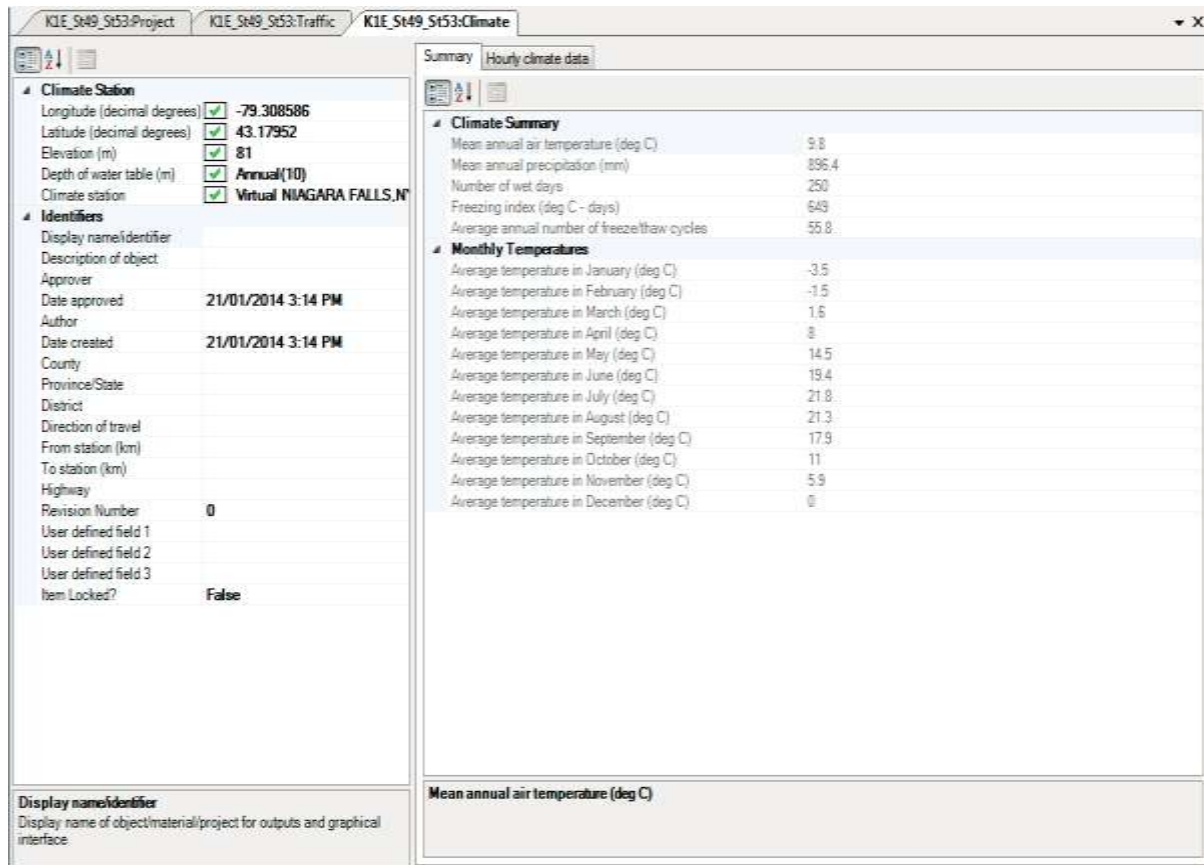 K1E_St49_St53:Project K1E_St49_St53:Traffic K1E_St49_St53:Climate
Climate Station
Longitude (decimal degrees) -79.308586
Latitude (decimal degrees) 43.17952
Elevation (m) 81
Depth of water table (m) Annual(10)
Climate station Virtual NIAGARA FALLS,N
Identifiers
Display name/identifier
Description of object
Approver
Date approved 21/01/2014 3:14 PM
Author
Date created 21/01/2014 3:14 PM
County
Province/State
District
Direction of travel
From station (km)
To station (km)
Highway
Revision Number 0
User defined field 1
User defined field 2
User defined field 3
Item Locked? False
Display name/identifier
Display name of object/material/project for outputs and graphical
interface
Summary Hourly climate data
Climate Summary
Mean annual air temperature (deg C) 9.8
Mean annual precipitation (mm) 896.4
Number of wet days 250
Freezing index (deg C - days) 649
Average annual number of freeze/thaw cycles 55.8
Monthly Temperatures
Average temperature in January (deg C) -3.5
Average temperature in February (deg C) -1.5
Average temperature in March (deg C) 1.6
Average temperature in April (deg C) 8
Average temperature in May (deg C) 14.5
Average temperature in June (deg C) 19.4
Average temperature in July (deg C) 21.8
Average temperature in August (deg C) 21.3
Average temperature in September (deg C) 17.9
Average temperature in October (deg C) 11
Average temperature in November (deg C) 5.9
Average temperature in December (deg C) 0
Mean annual air temperature (deg C)